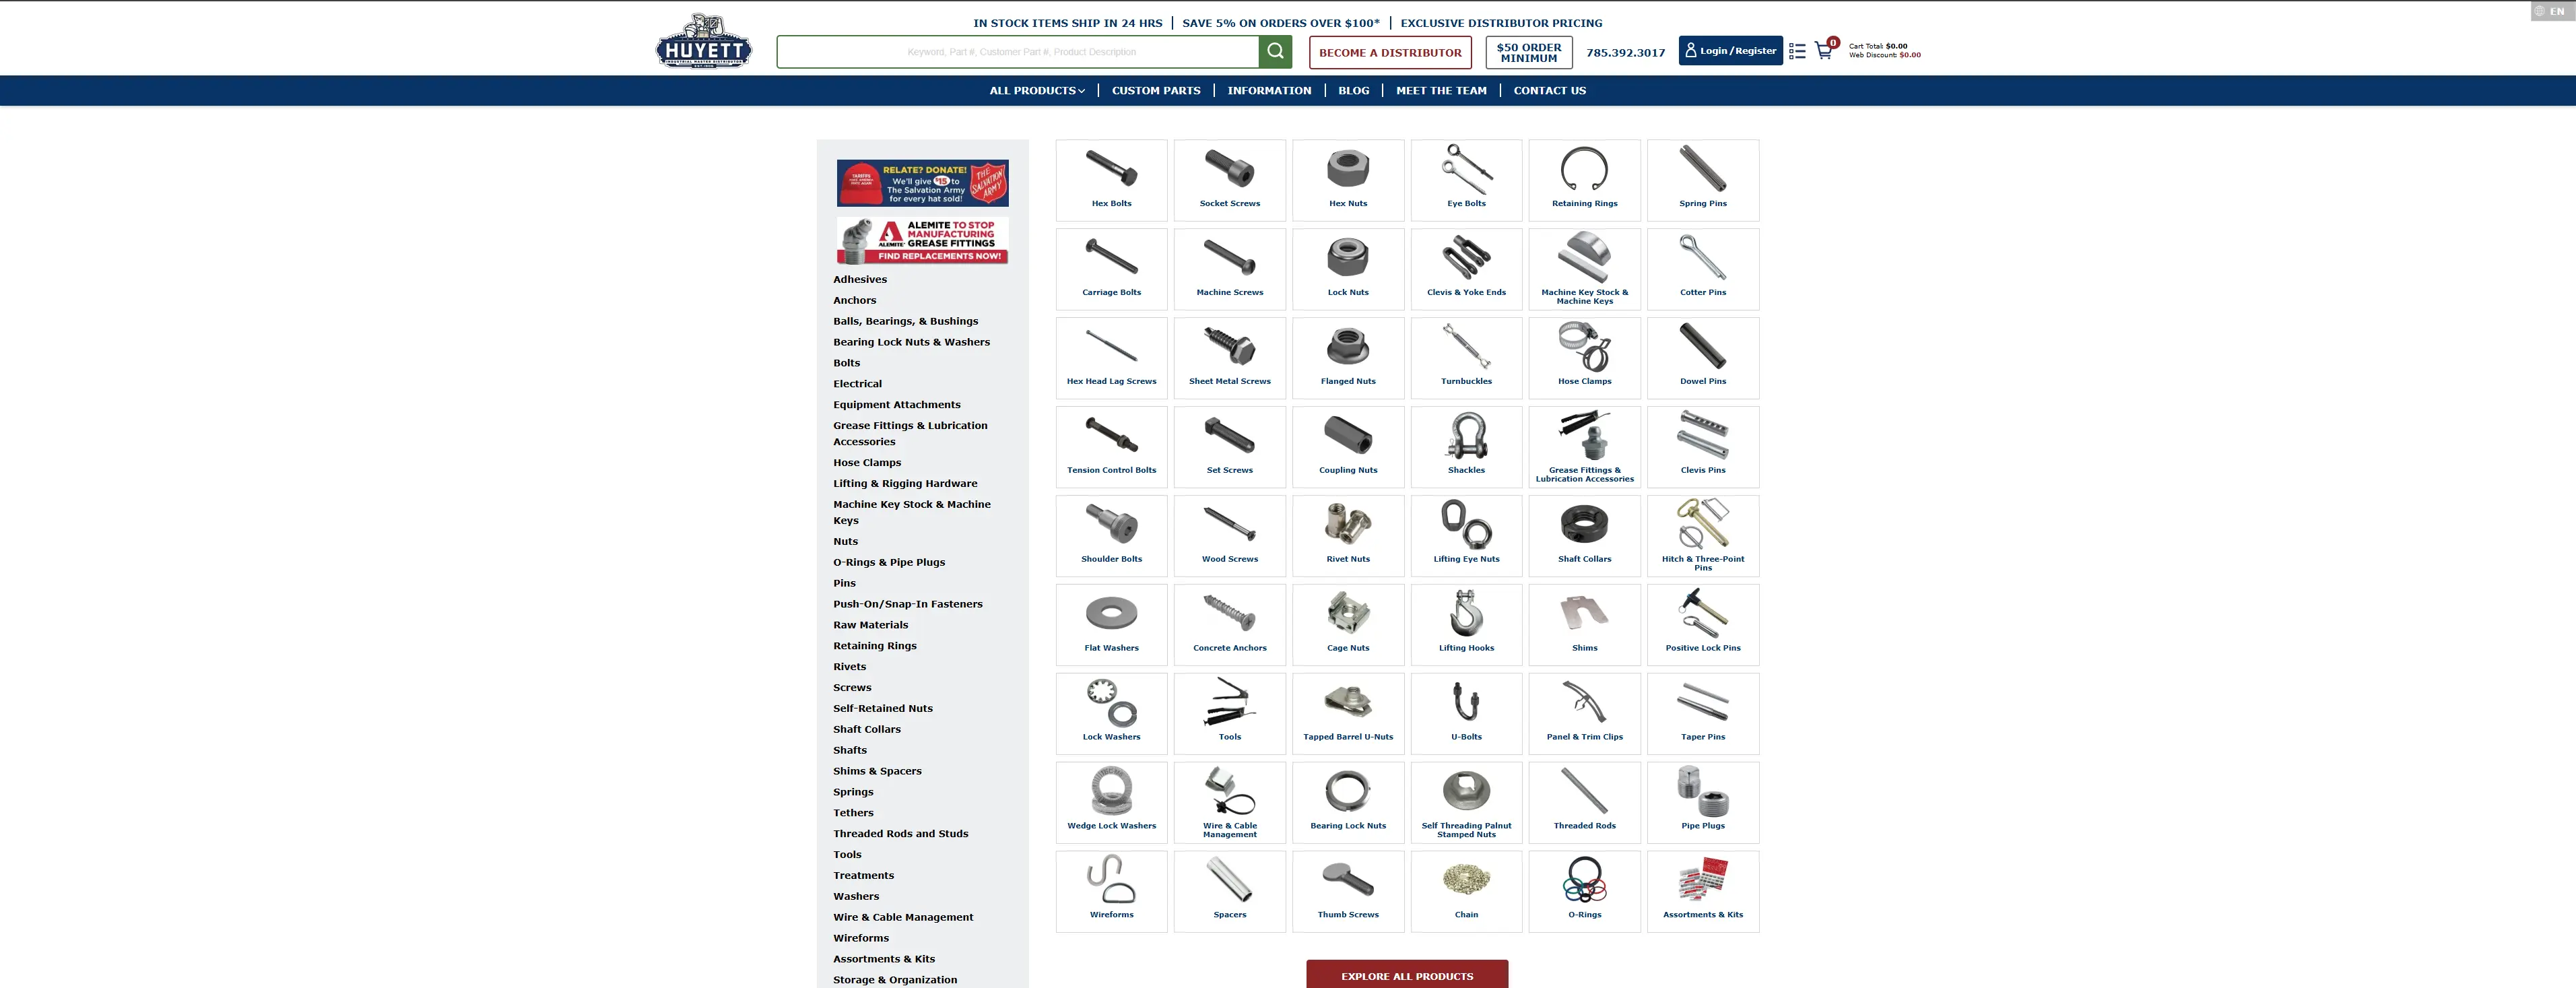 EN
IN STOCK ITEMS SHIP IN 24 HRS | SAVE 5% ON ORDERS OVER $100* | EXCLUSIVE DISTRIBUTOR PRICING
HUYETT
INDUSTRIAL MASTER DISTRIBUTOR
Keyword, Part #, Customer Part #, Product Description
BECOME A DISTRIBUTOR
$50 ORDER
MINIMUM
785.392.3017
Login/Register
0
Cart Total: $0.00
Web Discount: $0.00
ALL PRODUCTS | CUSTOM PARTS | INFORMATION | BLOG | MEET THE TEAM | CONTACT US
RELATE? DONATE!
We'll give $15 to
The Salvation Army
for every hat sold!
THE
SALVATION
ARMY
ALEMITE TO STOP
MANUFACTURING
GREASE FITTINGS
ALEMITE
FIND REPLACEMENTS NOW!
Adhesives
Anchors
Balls, Bearings, & Bushings
Bearing Lock Nuts & Washers
Bolts
Electrical
Equipment Attachments
Grease Fittings & Lubrication
Accessories
Hose Clamps
Lifting & Rigging Hardware
Machine Key Stock & Machine
Keys
Nuts
O-Rings & Pipe Plugs
Pins
Push-On/Snap-In Fasteners
Raw Materials
Retaining Rings
Rivets
Screws
Self-Retained Nuts
Shaft Collars
Shafts
Shims & Spacers
Springs
Tethers
Threaded Rods and Studs
Tools
Treatments
Washers
Wire & Cable Management
Wireforms
Assortments & Kits
Storage & Organization
Hex Bolts
Socket Screws
Hex Nuts
Eye Bolts
Retaining Rings
Spring Pins
Carriage Bolts
Machine Screws
Lock Nuts
Clevis & Yoke Ends
Machine Key Stock &
Machine Keys
Cotter Pins
Hex Head Lag Screws
Sheet Metal Screws
Flanged Nuts
Turnbuckles
Hose Clamps
Dowel Pins
Tension Control Bolts
Set Screws
Coupling Nuts
Shackles
Grease Fittings &
Lubrication Accessories
Clevis Pins
Shoulder Bolts
Wood Screws
Rivet Nuts
Lifting Eye Nuts
Shaft Collars
Hitch & Three-Point
Pins
Flat Washers
Concrete Anchors
Cage Nuts
Lifting Hooks
Shims
Positive Lock Pins
Lock Washers
Tools
Tapped Barrel U-Nuts
U-Bolts
Panel & Trim Clips
Taper Pins
Wedge Lock Washers
Wire & Cable
Management
Bearing Lock Nuts
Self Threading Palnut
Stamped Nuts
Threaded Rods
Pipe Plugs
Wireforms
Spacers
Thumb Screws
Chain
O-Rings
Assortments & Kits
EXPLORE ALL PRODUCTS